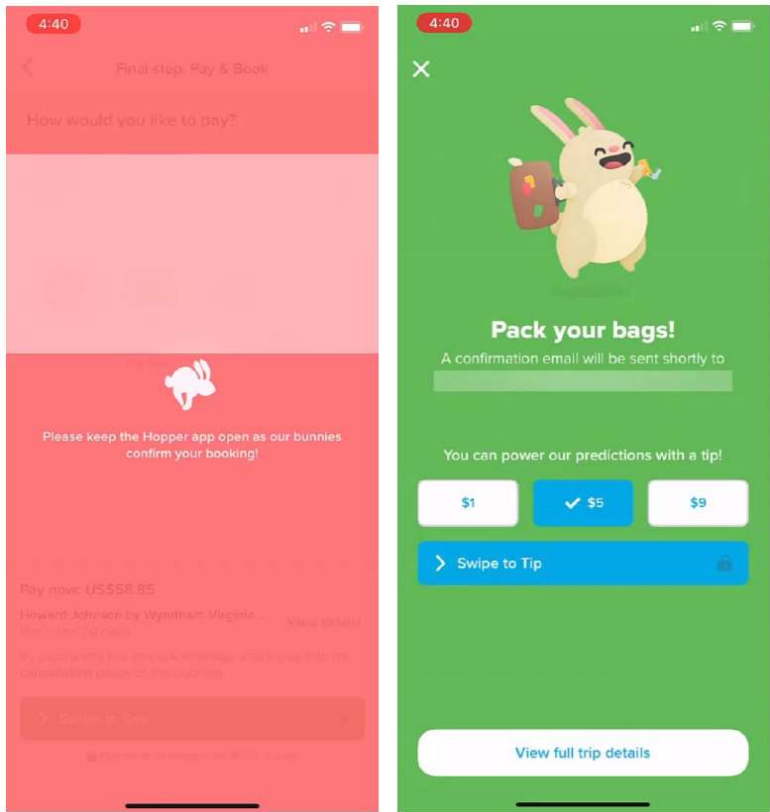 4:40
Final step: Pay & Book
How would you like to pay?
Please keep the Hopper app open as our bunnies
confirm your booking!
Pay now: US$58.85
Howard Johnson by Wyndham Virginia...
View details
4:40
Pack your bags!
A confirmation email will be sent shortly to
You can power our predictions with a tip!
$1
$5
$9
Swipe to Tip
View full trip details